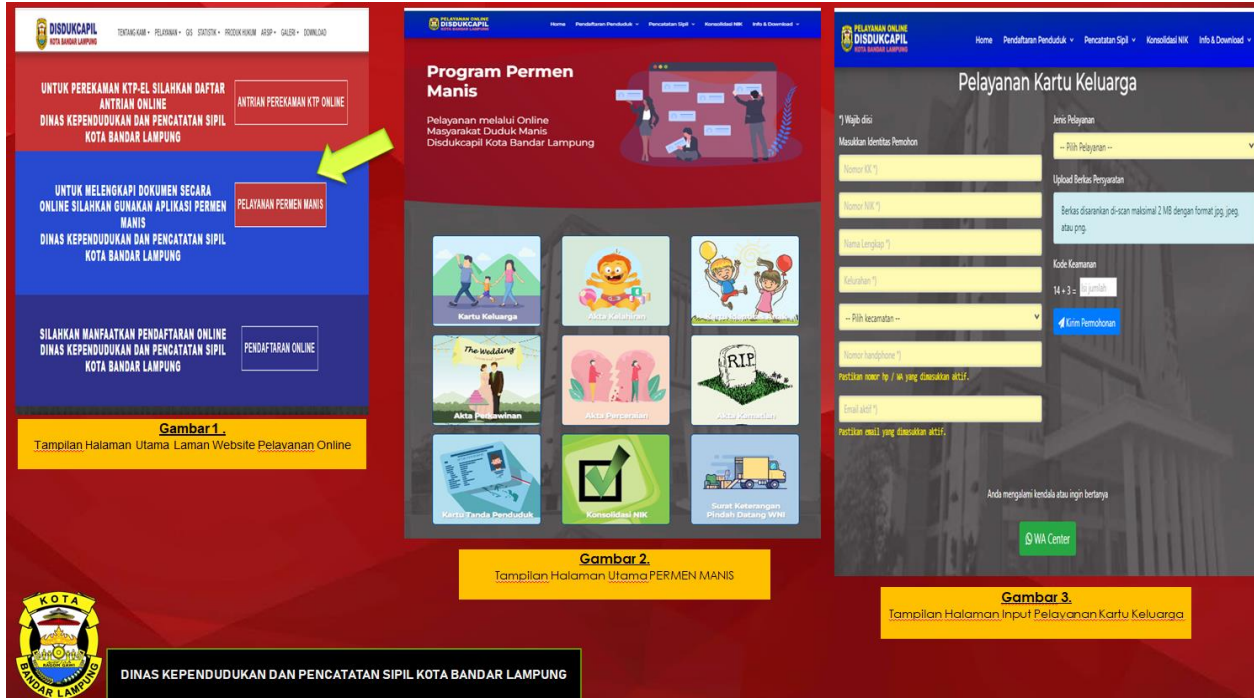 DISDUKCAPIL
KOTA BANDAR LAMPUNG
TENTANG KAMI PELAYANAN GIS STATISTIK PRODUK HUKUM ARSIP GALERI DOWNLOAD
UNTUK PEREKAMAN KTP-EL SILAHKAN DAFTAR
ANTRIAN ONLINE
DINAS KEPENDUDUKAN DAN PENCATATAN SIPIL
KOTA BANDAR LAMPUNG
ANTRIAN PEREKAMAN KTP ONLINE
UNTUK MELENGKAPI DOKUMEN SECARA
ONLINE SILAHKAN GUNAKAN APLIKASI PERMEN
MANIS
DINAS KEPENDUDUKAN DAN PENCATATAN SIPIL
KOTA BANDAR LAMPUNG
PELAYANAN PERMEN MANIS
SILAHKAN MANFAATKAN PENDAFTARAN ONLINE
DINAS KEPENDUDUKAN DAN PENCATATAN SIPIL
KOTA BANDAR LAMPUNG
PENDAFTARAN ONLINE
Gambar 1 .
Tampilan Halaman Utama Laman Website Pelayanan Online
PELAYANAN ONLINE
DISDUKCAPIL
KOTA BANDAR LAMPUNG
Home Pendaftaran Penduduk Pencatatan Sipil Konsolidasi NIK Info & Download
Program Permen
Manis
Pelayanan melalui Online
Masyarakat Duduk Manis
Disdukcapil Kota Bandar Lampung
Kartu Keluarga
Akta Kelahiran
The Wedding
Akta Perkawinan
Akta Perceraian
RIP
Akta Kematian
Kartu Tanda Penduduk
Konsolidasi NIK
Surat Keterangan
Pindah Datang WNI
Gambar 2.
Tampilan Halaman Utama PERMEN MANIS
PELAYANAN ONLINE
DISDUKCAPIL
KOTA BANDAR LAMPUNG
Home Pendaftaran Penduduk Pencatatan Sipil Konsolidasi NIK Info & Download
Pelayanan Kartu Keluarga
*) Wajib diisi
Masukkan Identitas Pemohon
Nomor KK *)
Nomor NIK *)
Nama Lengkap *)
Kelurahan *)
-- Pilih kecamatan --
Nomor handphone *)
Pastikan nomor hp / WA yang dimasukkan aktif.
Email aktif *)
Pastikan email yang dimasukkan aktif.
Jenis Pelayanan
-- Pilih Pelayanan --
Upload Berkas Persyaratan
Berkas disarankan di-scan maksimal 2 MB dengan format jpg, jpeg,
atau png.
Kode Keamanan
14 + 3 = Isi jumlah
Kirim Permohonan
Anda mengalami kendala atau ingin bertanya
WA Center
Gambar 3.
Tampilan Halaman Input Pelayanan Kartu Keluarga
KOTA
BANDAR LAMPUNG
DINAS KEPENDUDUKAN DAN PENCATATAN SIPIL KOTA BANDAR LAMPUNG